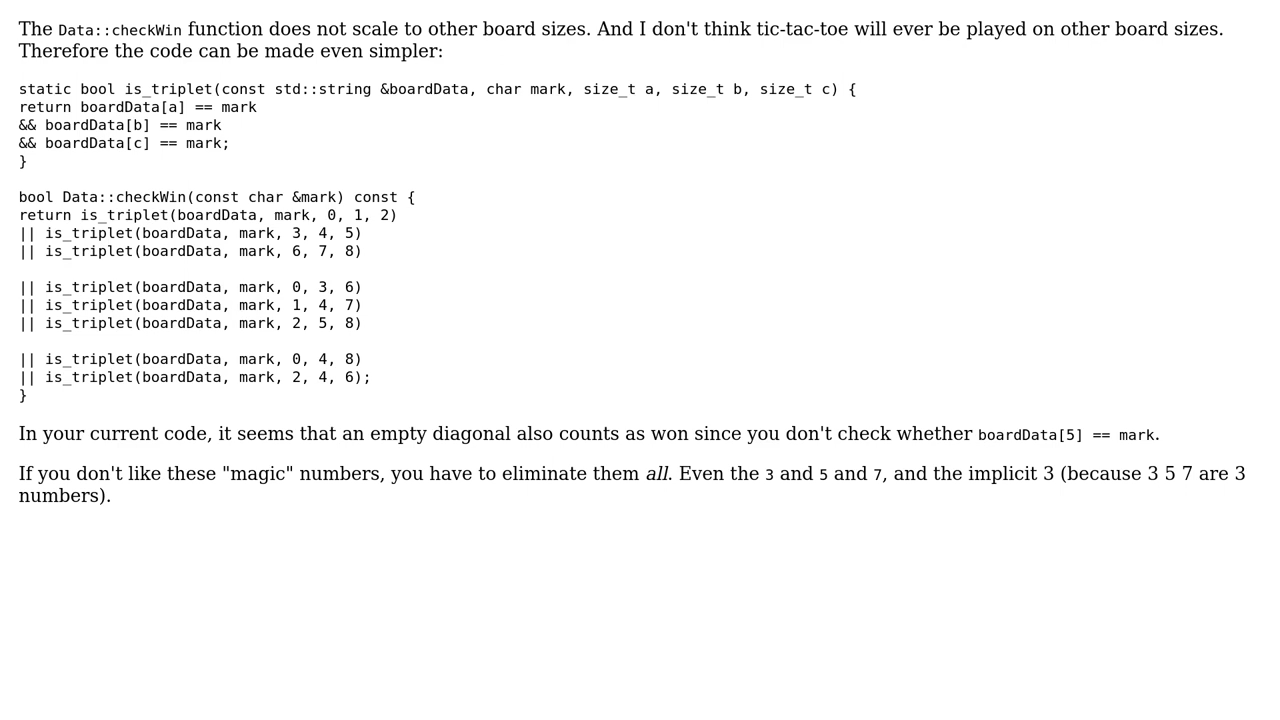 The Data::checkWin function does not scale to other board sizes. And I don't think tic-tac-toe will ever be played on other board sizes.
Therefore the code can be made even simpler:
static bool is_triplet(const std::string &boardData, char mark, size_t a, size_t b, size_t c) {
return boardData[a] == mark
&& boardData[b] == mark
&& boardData[c] == mark;
}
bool Data::checkWin(const char &mark) const {
return is_triplet(boardData, mark, 0, 1, 2)
|| is_triplet(boardData, mark, 3, 4, 5)
|| is_triplet(boardData, mark, 6, 7, 8)
|| is_triplet(boardData, mark, 0, 3, 6)
|| is_triplet(boardData, mark, 1, 4, 7)
|| is_triplet(boardData, mark, 2, 5, 8)
|| is_triplet(boardData, mark, 0, 4, 8)
|| is_triplet(boardData, mark, 2, 4, 6);
}
In your current code, it seems that an empty diagonal also counts as won since you don't check whether boardData[5] == mark.
If you don't like these "magic" numbers, you have to eliminate them all. Even the 3 and 5 and 7, and the implicit 3 (because 3 5 7 are 3
numbers).